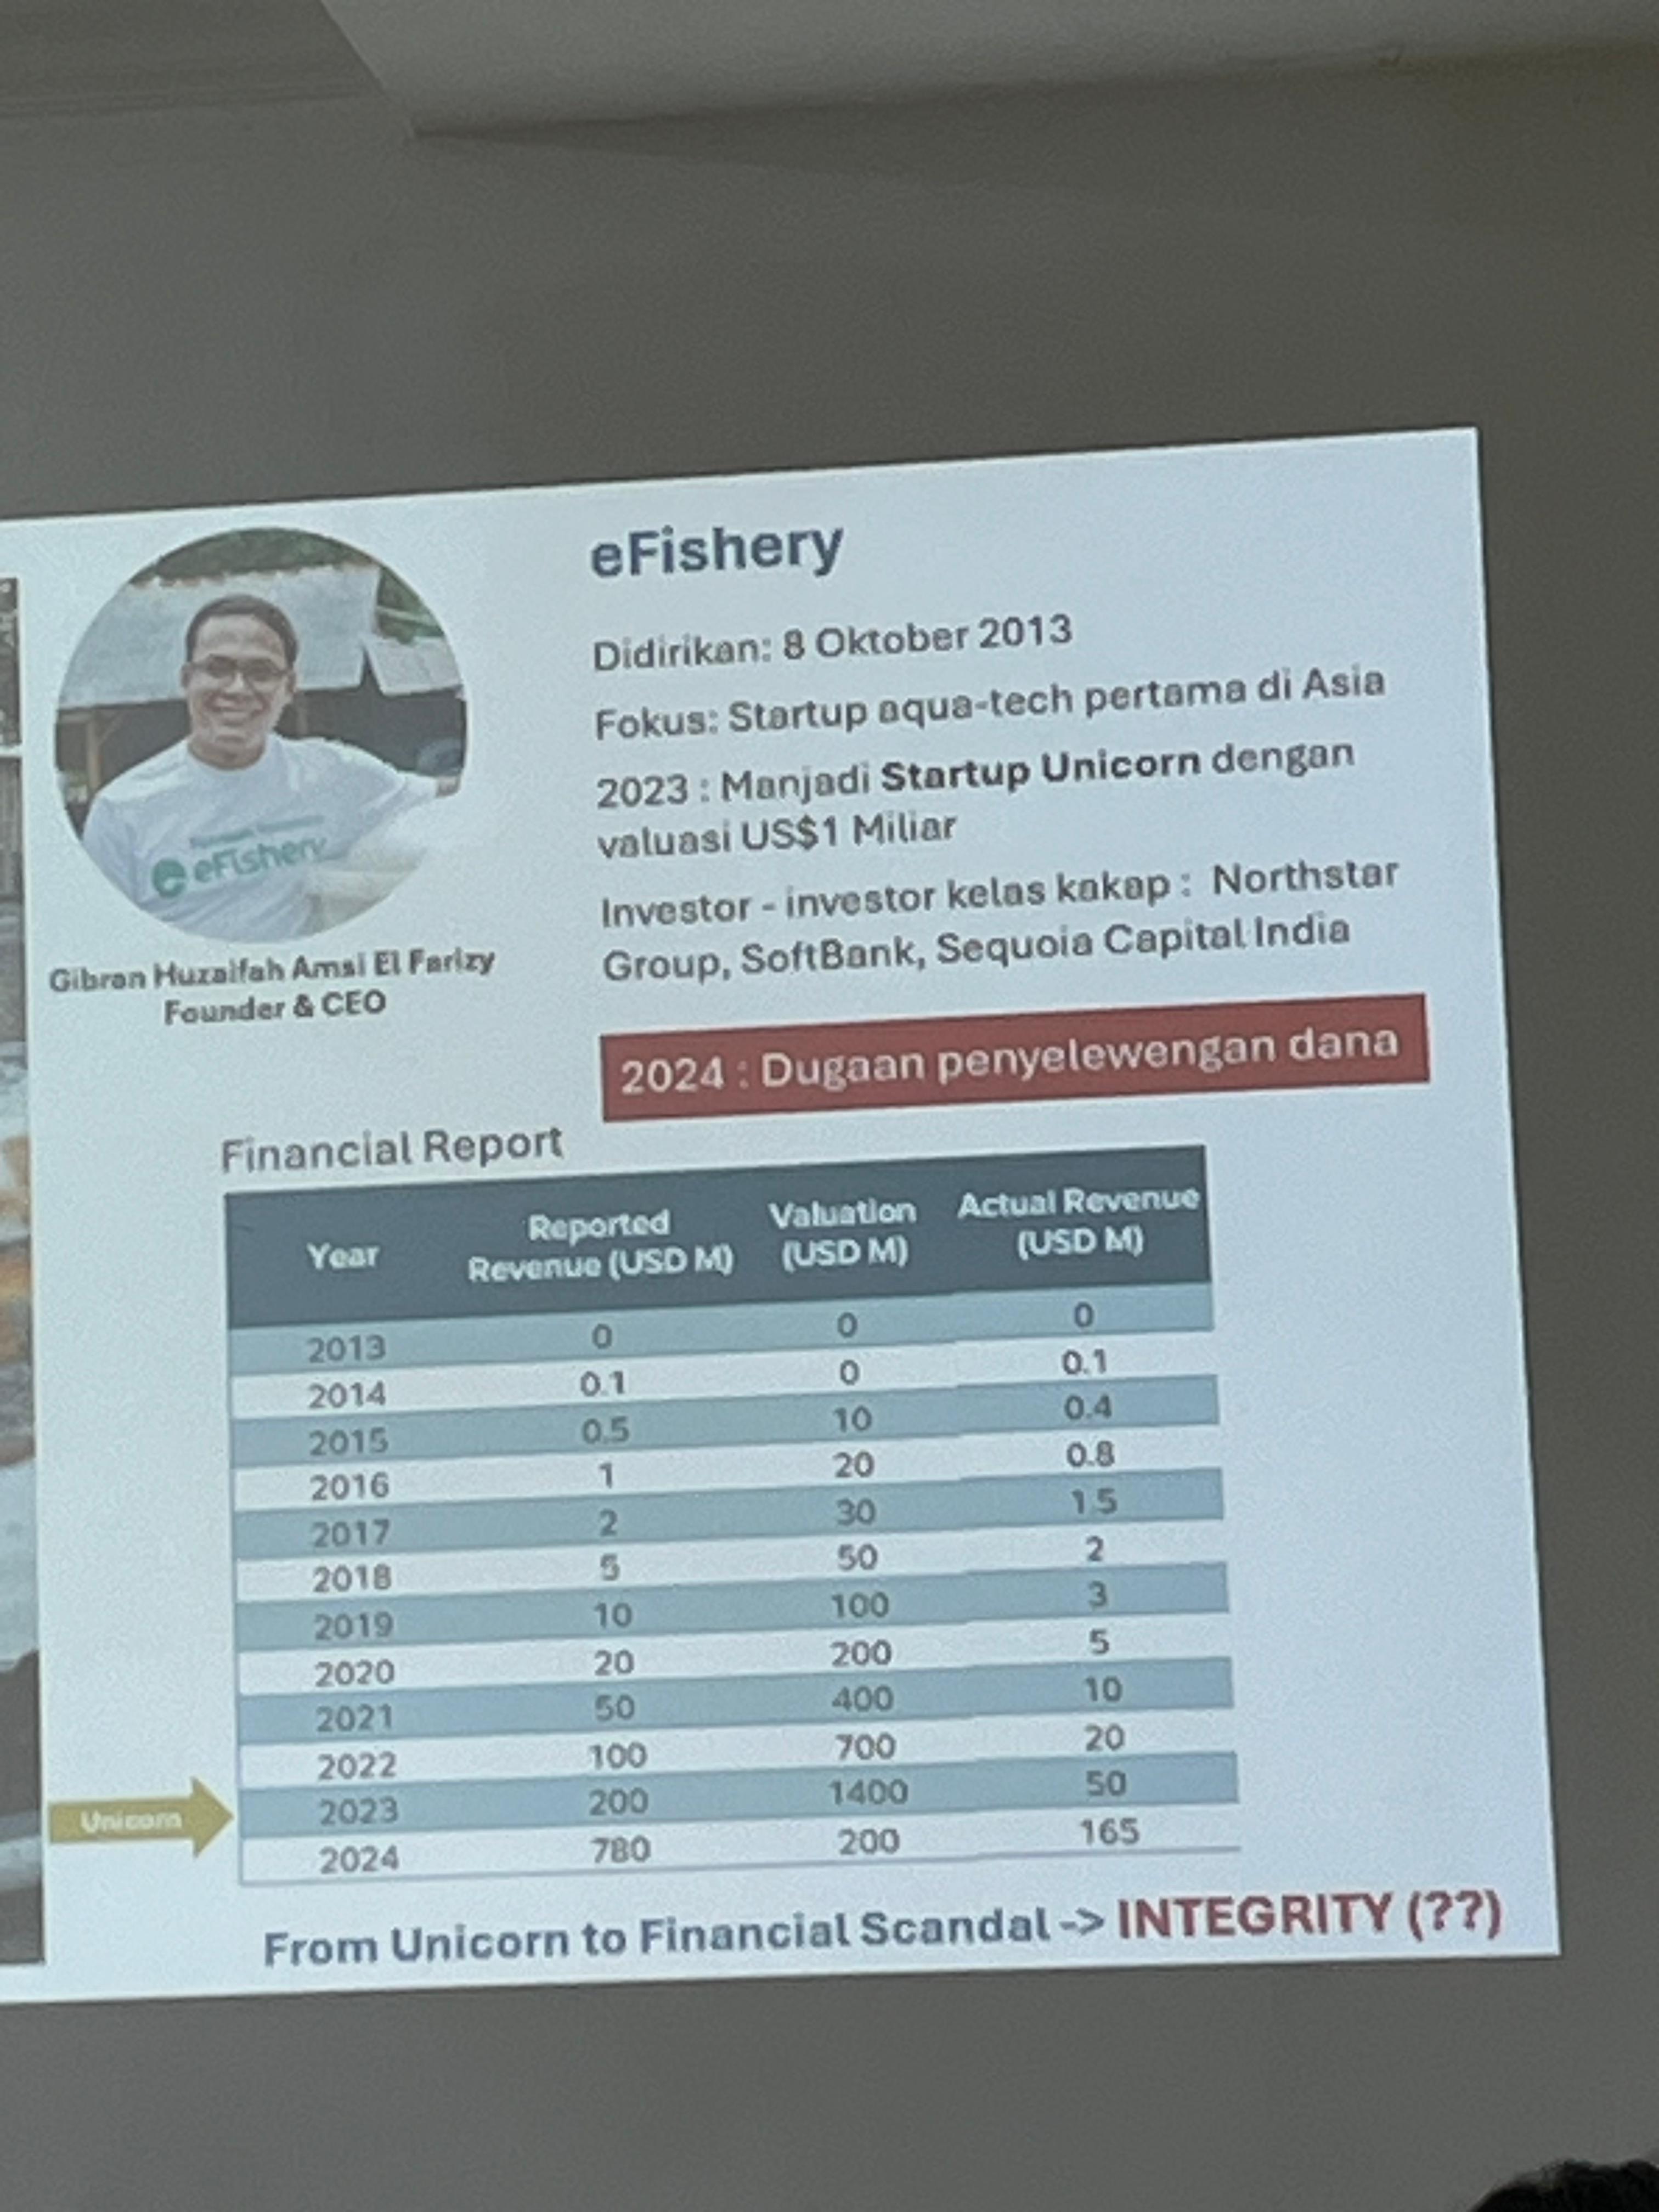 eFishery
Didirikan: 8 Oktober 2013
Fokus: Startup aqua-tech pertama di Asia
2023 : Manjadi Startup Unicorn dengan
valuasi US$1 Miliar
Investor - investor kelas kakap : Northstar
Group, SoftBank, Sequoia Capital India
eFishery
Gibran Huzaifah Amsi El Farizy
Founder & CEO
2024 : Dugaan penyelewengan dana
Financial Report
Year Reported Revenue (USD M) Valuation (USD M) Actual Revenue (USD M)
2013 0 0 0
2014 0.1 0 0.1
2015 0.5 10 0.4
2016 1 20 0.8
2017 2 30 1.5
2018 5 50 2
2019 10 100 3
2020 20 200 5
2021 50 400 10
2022 100 700 20
Unicorn 2023 200 1400 50
2024 780 200 165
From Unicorn to Financial Scandal -> INTEGRITY (??)